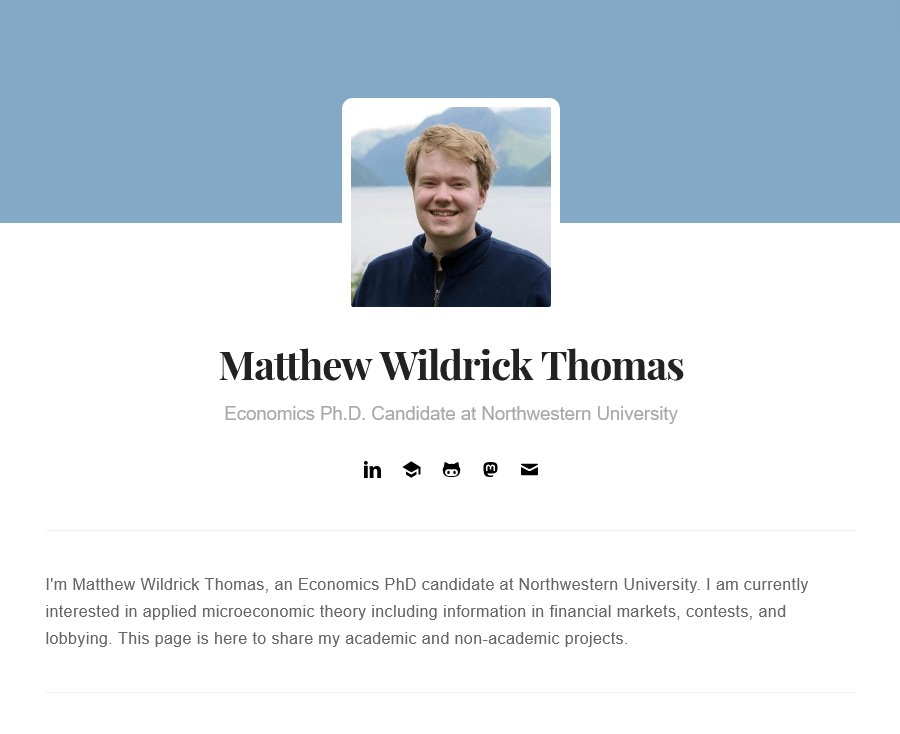 Matthew Wildrick Thomas
Economics Ph.D. Candidate at Northwestern University
I'm Matthew Wildrick Thomas, an Economics PhD candidate at Northwestern University. I am currently
interested in applied microeconomic theory including information in financial markets, contests, and
lobbying. This page is here to share my academic and non-academic projects.